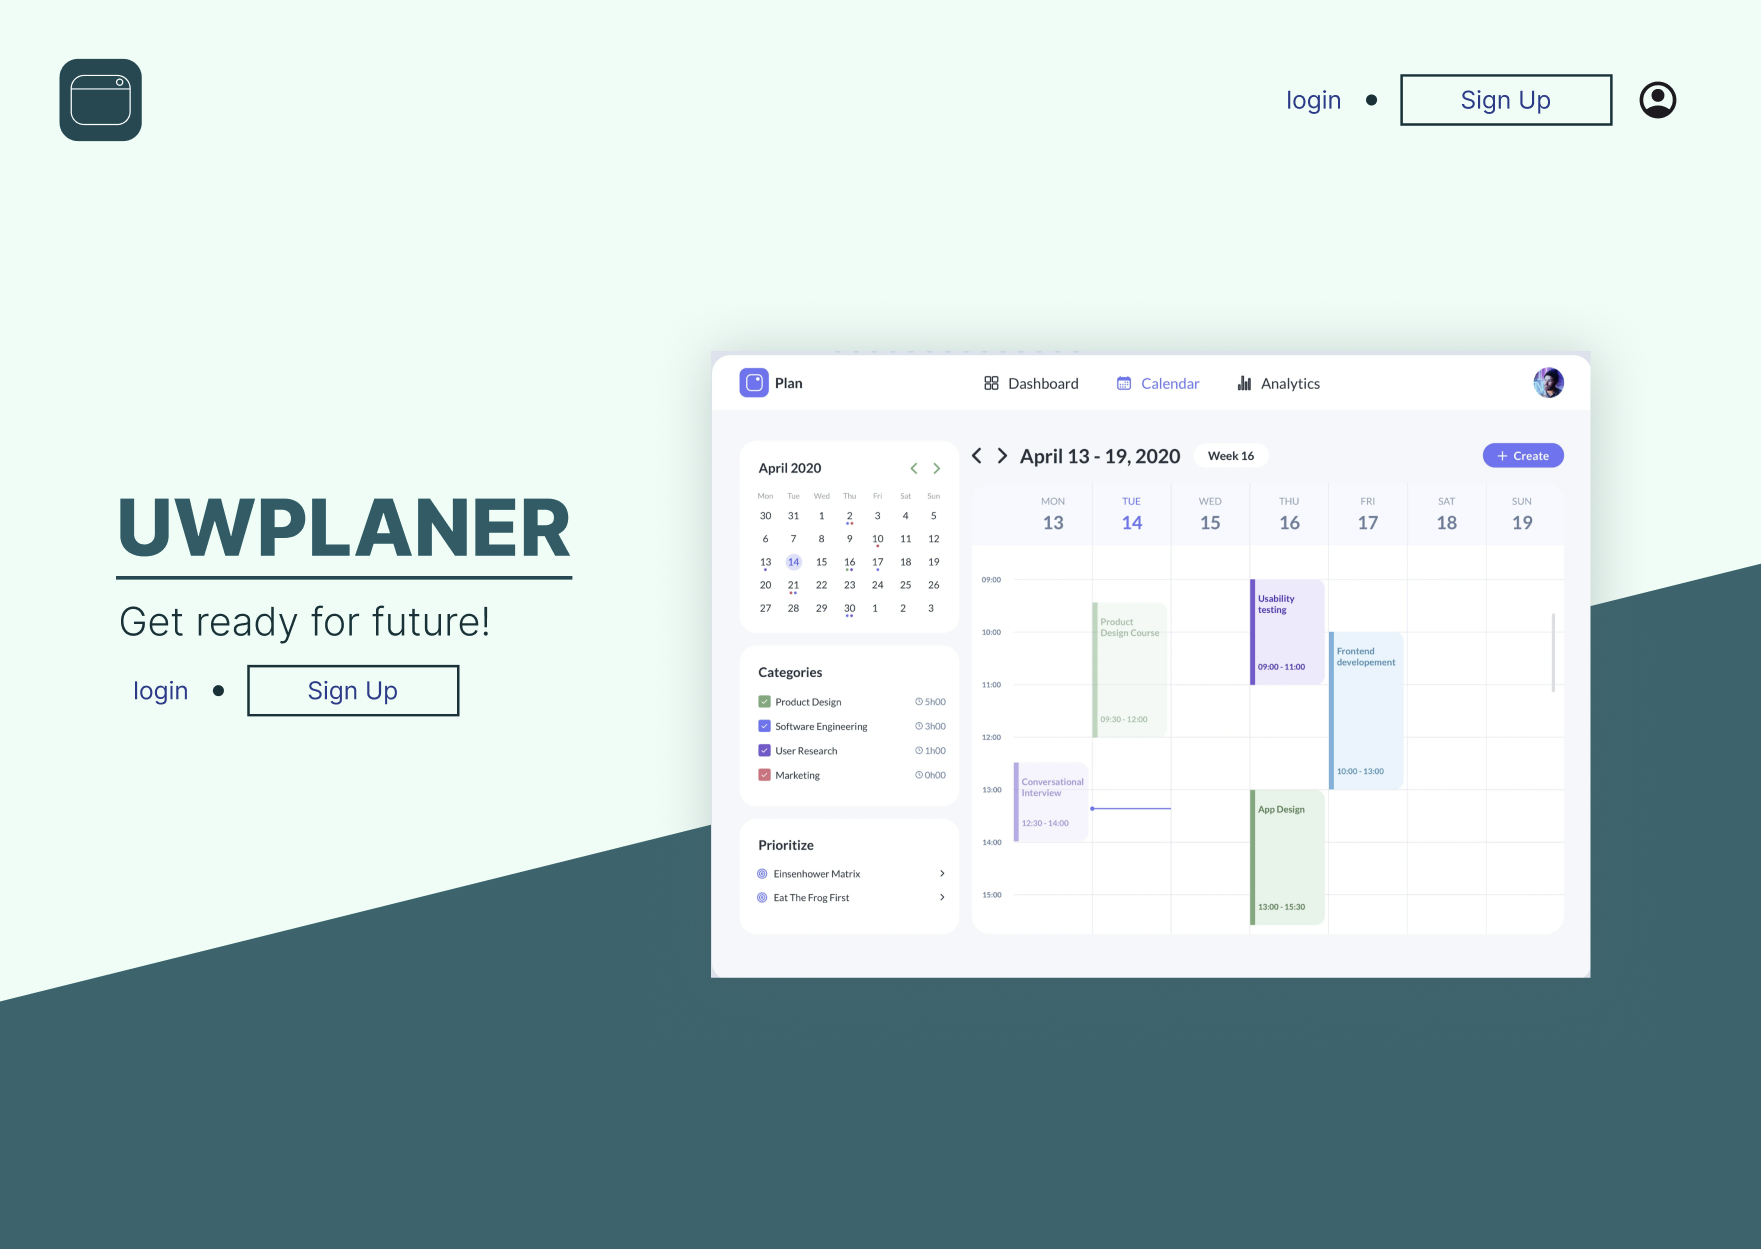 login • Sign Up
UWPLANER
Get ready for future!
login • Sign Up
Plan
Dashboard
Calendar
Analytics
April 2020
Mon Tue Wed Thu Fri Sat Sun
30 31 1 2 3 4 5
6 7 8 9 10 11 12
13 14 15 16 17 18 19
20 21 22 23 24 25 26
27 28 29 30 1 2 3
Categories
Product Design 5h00
Software Engineering 3h00
User Research 1h00
Marketing 0h00
Prioritize
Einsenhower Matrix
Eat The Frog First
April 13 - 19, 2020
Week 16
+ Create
MON TUE WED THU FRI SAT SUN
13 14 15 16 17 18 19
09:00
10:00
11:00
12:00
13:00
14:00
15:00
Conversational
Interview
12:30 - 14:00
Product
Design Course
09:30 - 12:00
Usability
testing
09:00 - 11:00
App Design
13:00 - 15:30
Frontend
developement
10:00 - 13:00